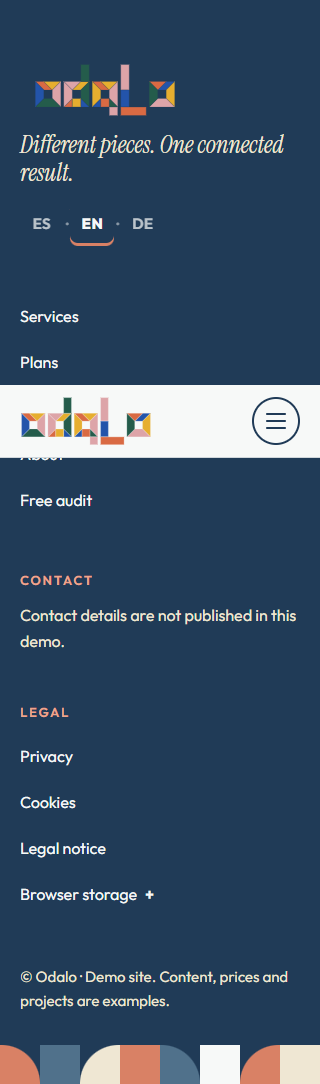 odalo
Different pieces. One connected
result.
ES · EN · DE
Services
Plans
odalo
About
Free audit
CONTACT
Contact details are not published in this
demo.
LEGAL
Privacy
Cookies
Legal notice
Browser storage +
© Odalo · Demo site. Content, prices and
projects are examples.